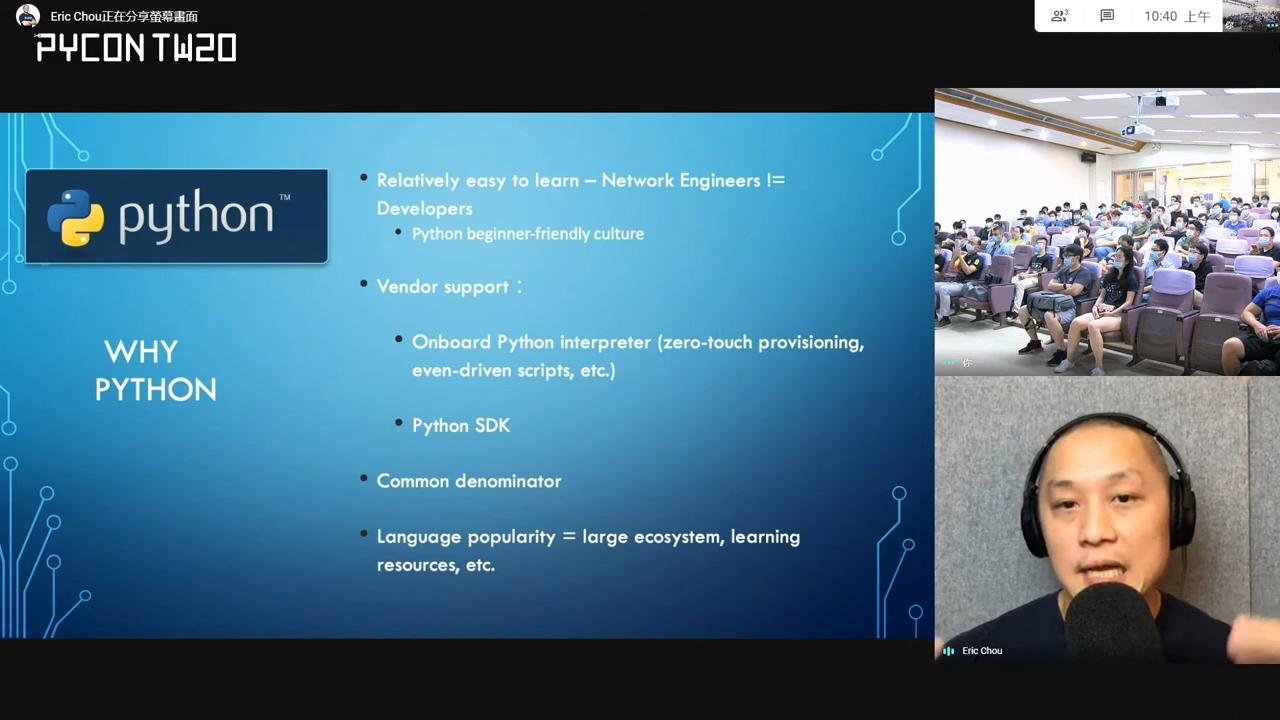 Eric Chou正在分享螢幕畫面
PYCON TW20
3
10:40 上午
你
python™
WHY
PYTHON
Relatively easy to learn – Network Engineers !=
Developers
Python beginner-friendly culture
Vendor support：
Onboard Python interpreter (zero-touch provisioning,
even-driven scripts, etc.)
Python SDK
Common denominator
Language popularity = large ecosystem, learning
resources, etc.
你
Eric Chou